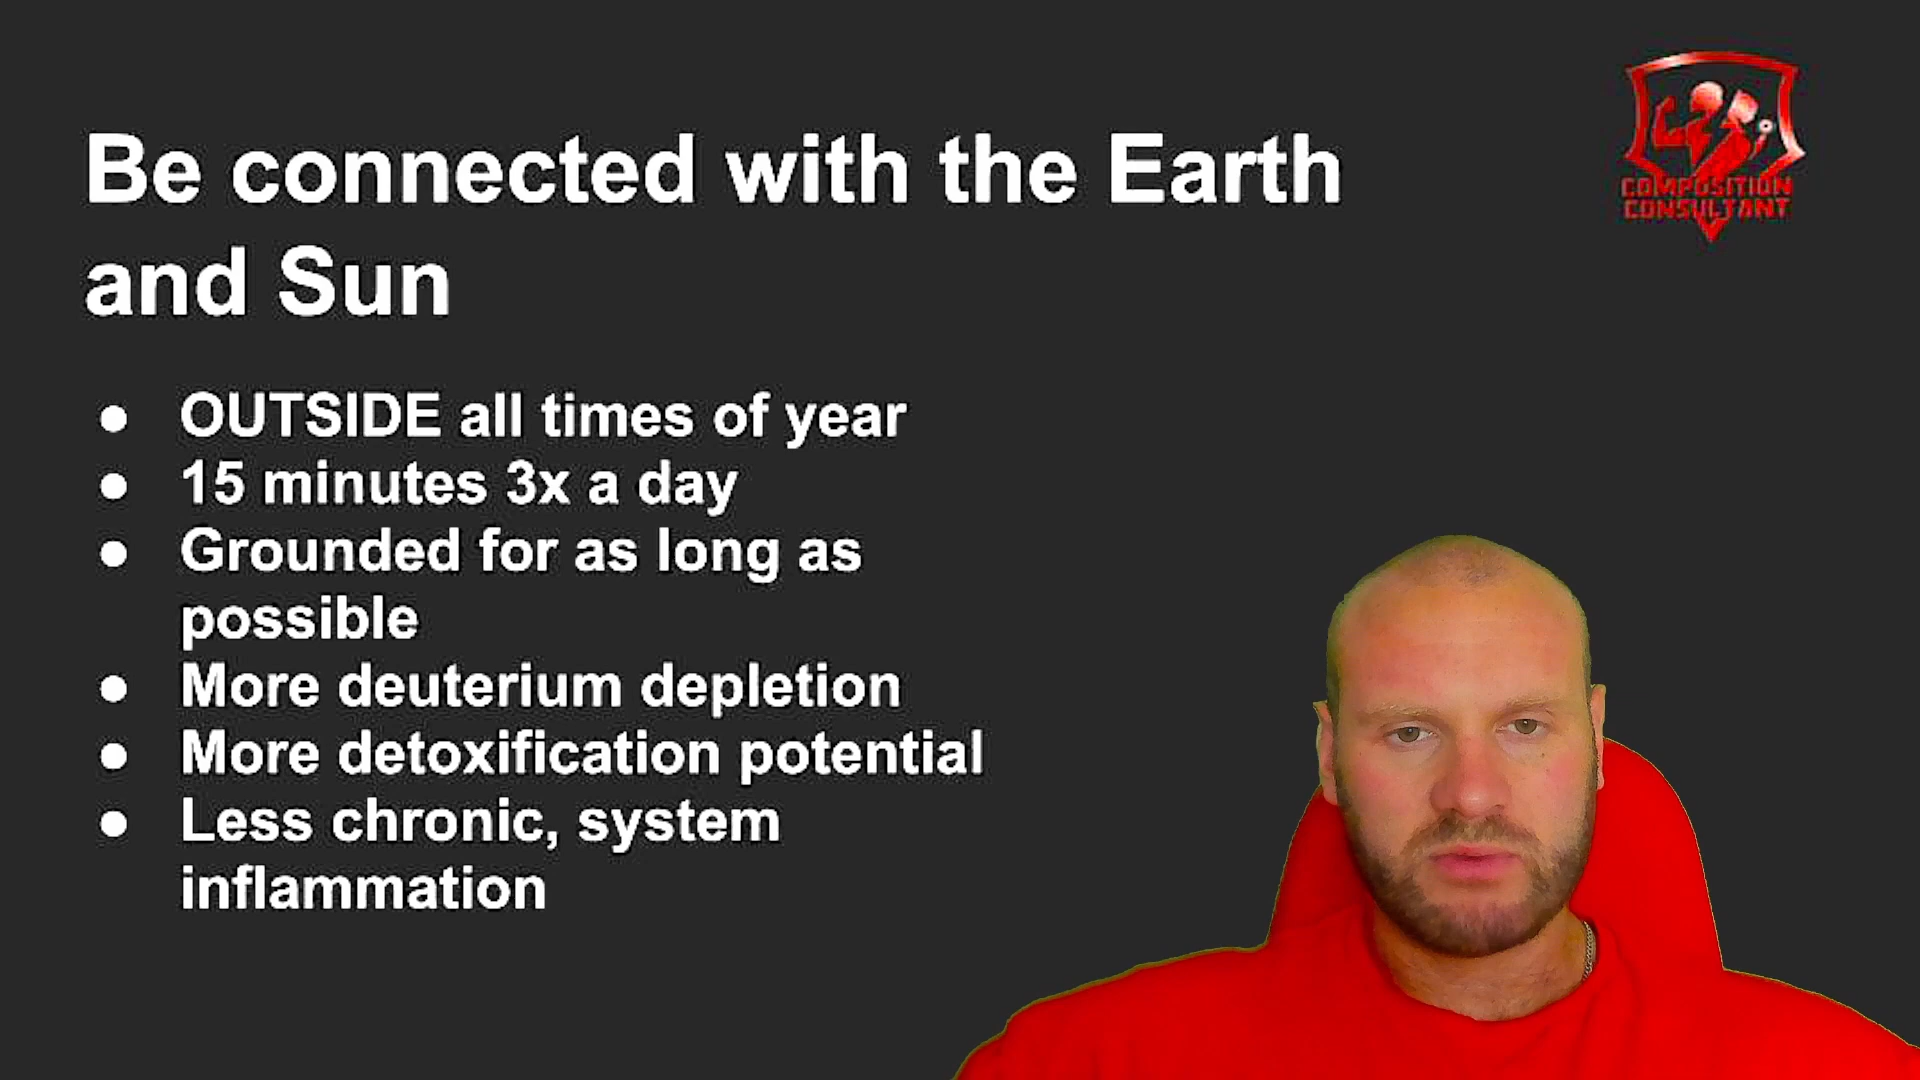 Be connected with the Earth
and Sun
COMPOSITION
CONSULTANT
● OUTSIDE all times of year
● 15 minutes 3x a day
● Grounded for as long as
possible
● More deuterium depletion
● More detoxification potential
● Less chronic, system
inflammation